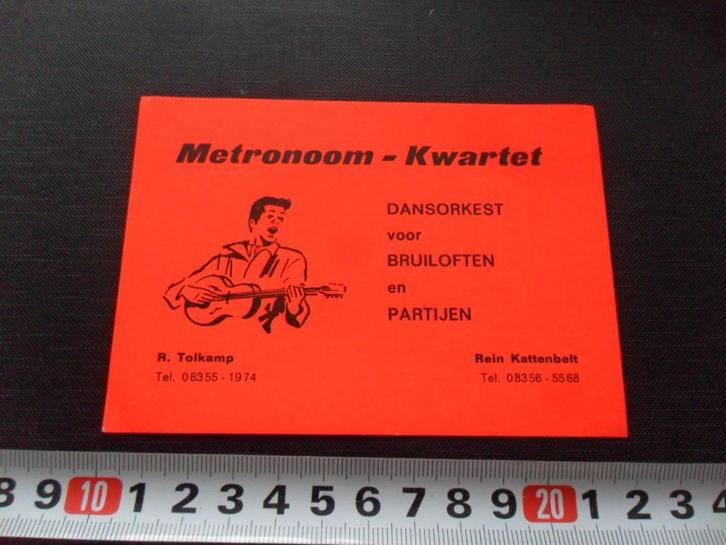 Metronoom - Kwartet
DANSORKEST
voor
BRUILOFTEN
en
PARTIJEN
R. Tolkamp
Tel. 08355 - 1974
Rein Kattenbelt
Tel. 08356 - 5568
8 9 10 1 2 3 4 5 6 7 8 9 20 1 2 3 4